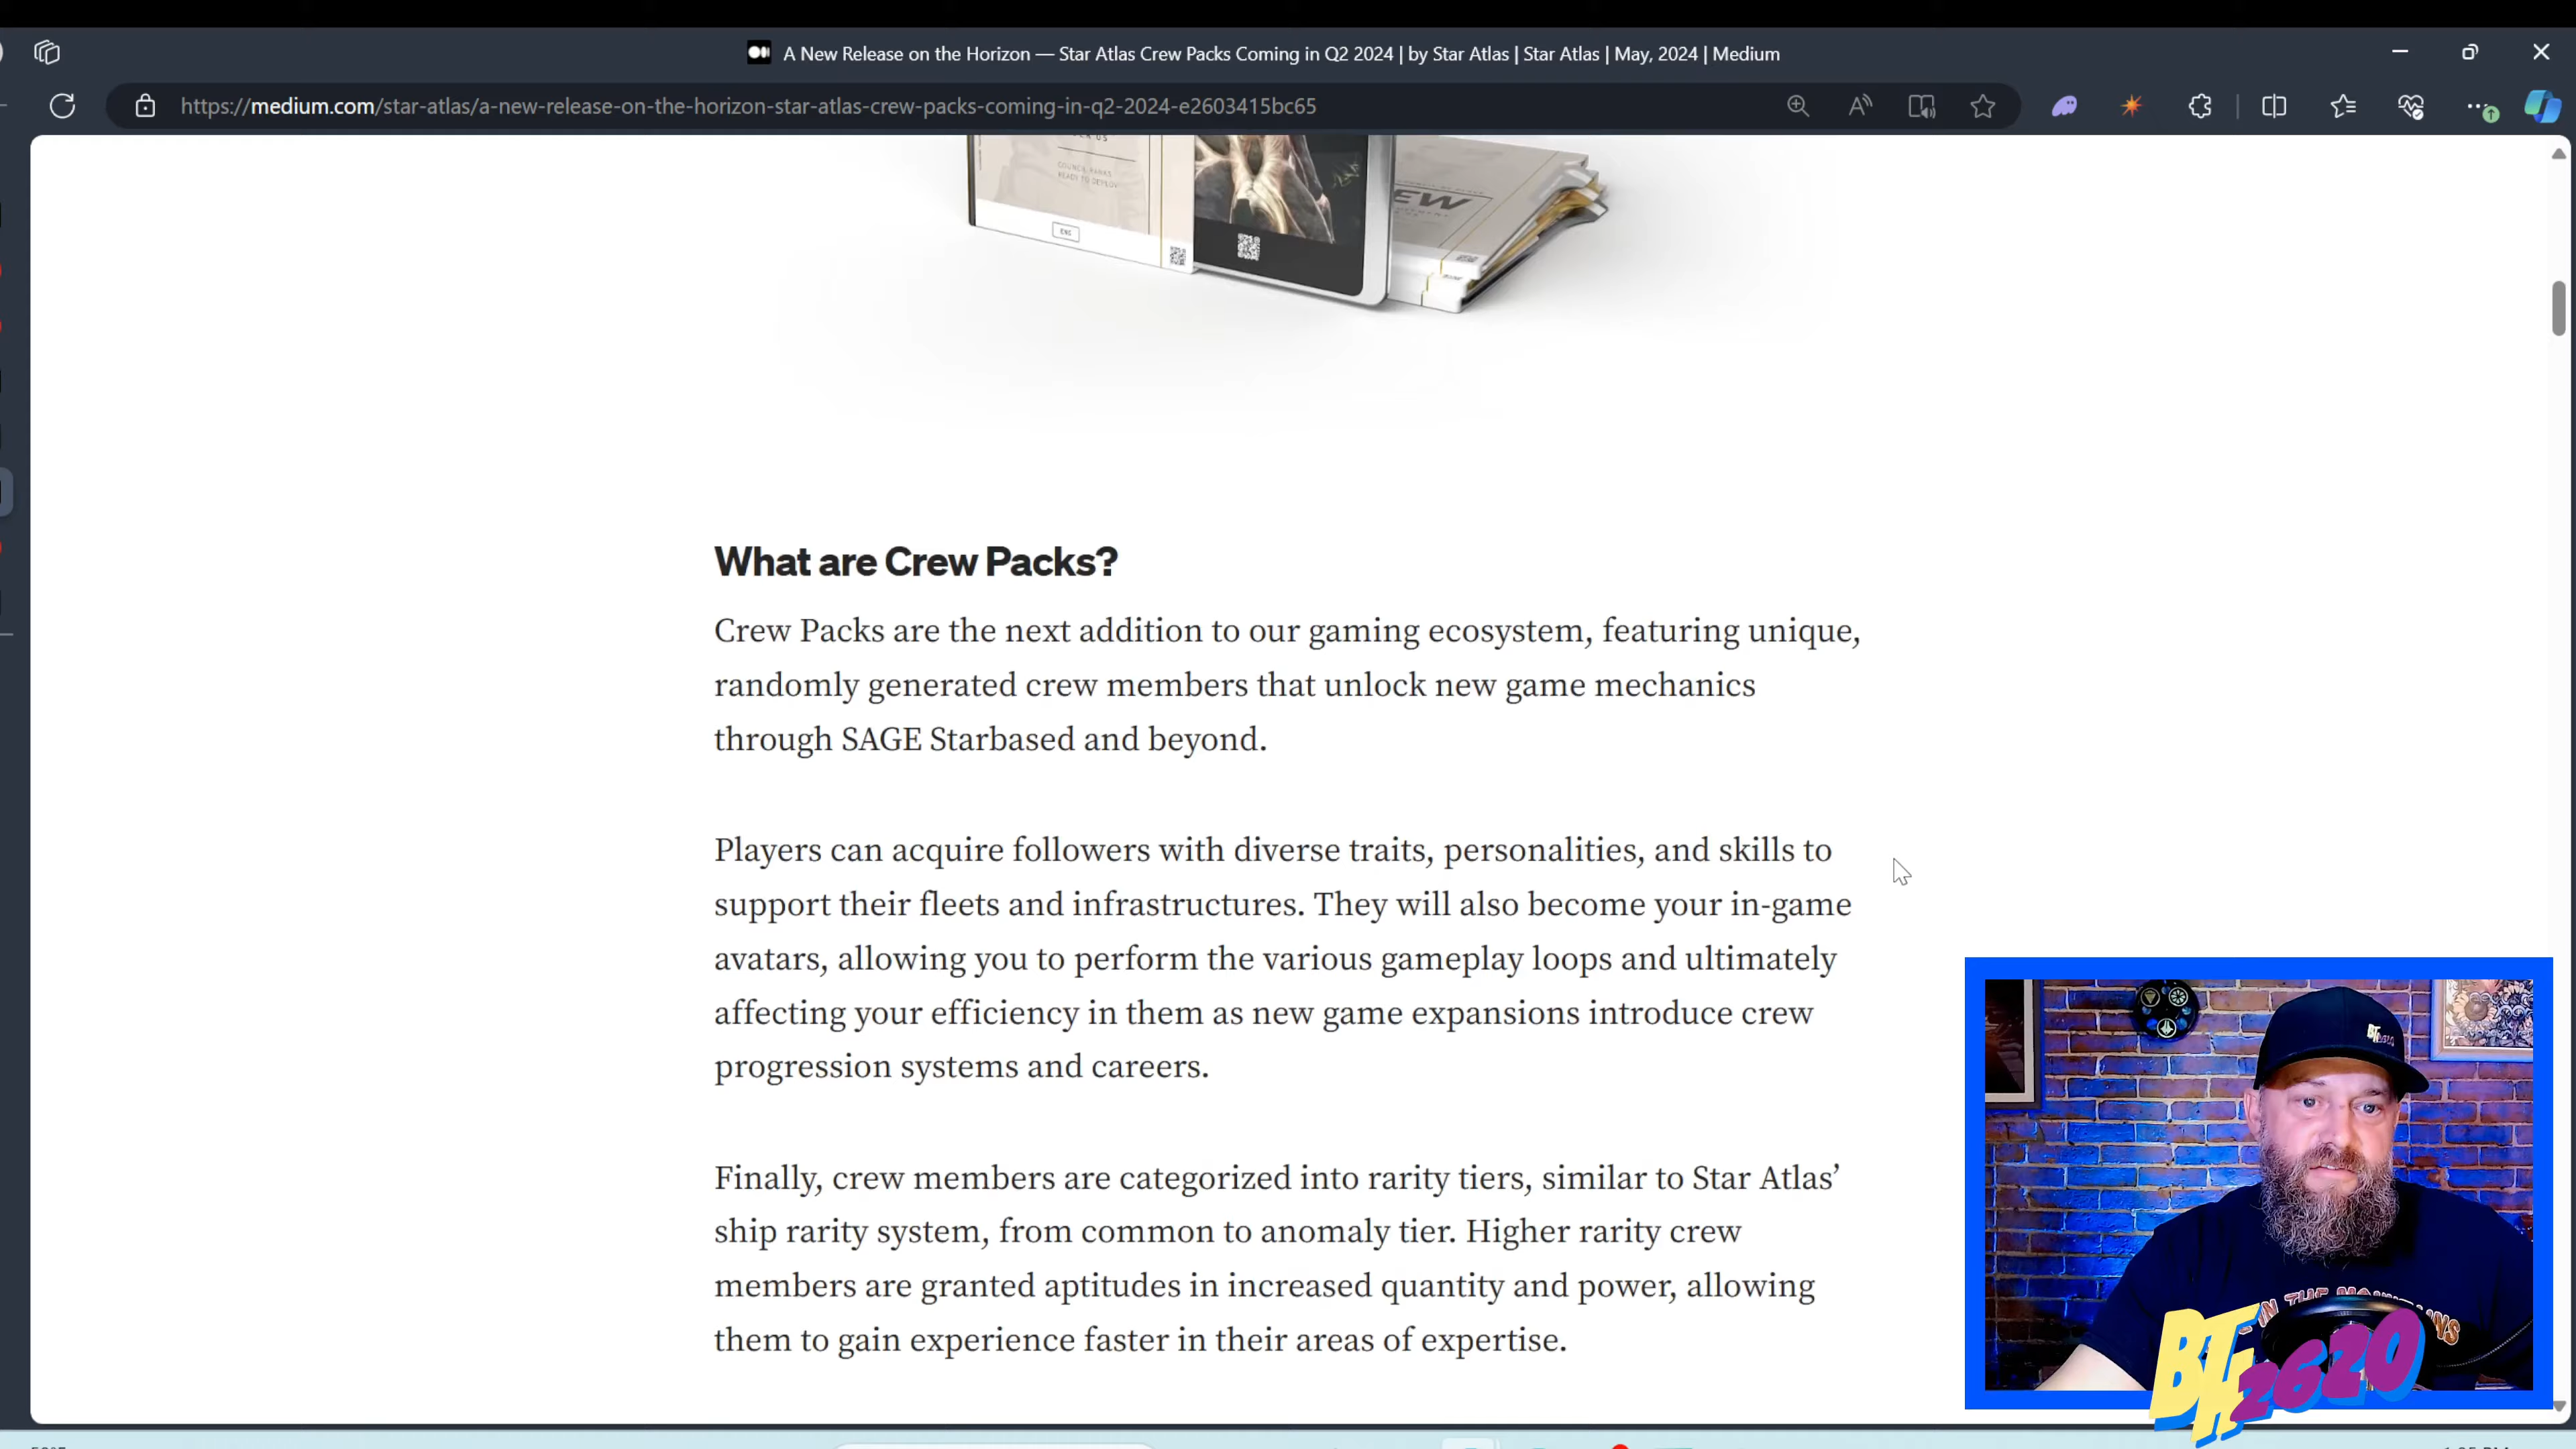 A New Release on the Horizon — Star Atlas Crew Packs Coming in Q2 2024 | by Star Atlas | Star Atlas | May, 2024 | Medium
https://medium.com/star-atlas/a-new-release-on-the-horizon-star-atlas-crew-packs-coming-in-q2-2024-e2603415bc65
COUNCIL RANKS
READY TO DEPLOY
What are Crew Packs?
Crew Packs are the next addition to our gaming ecosystem, featuring unique,
randomly generated crew members that unlock new game mechanics
through SAGE Starbased and beyond.
Players can acquire followers with diverse traits, personalities, and skills to
support their fleets and infrastructures. They will also become your in-game
avatars, allowing you to perform the various gameplay loops and ultimately
affecting your efficiency in them as new game expansions introduce crew
progression systems and careers.
Finally, crew members are categorized into rarity tiers, similar to Star Atlas’
ship rarity system, from common to anomaly tier. Higher rarity crew
members are granted aptitudes in increased quantity and power, allowing
them to gain experience faster in their areas of expertise.
IN THE
BTH2620